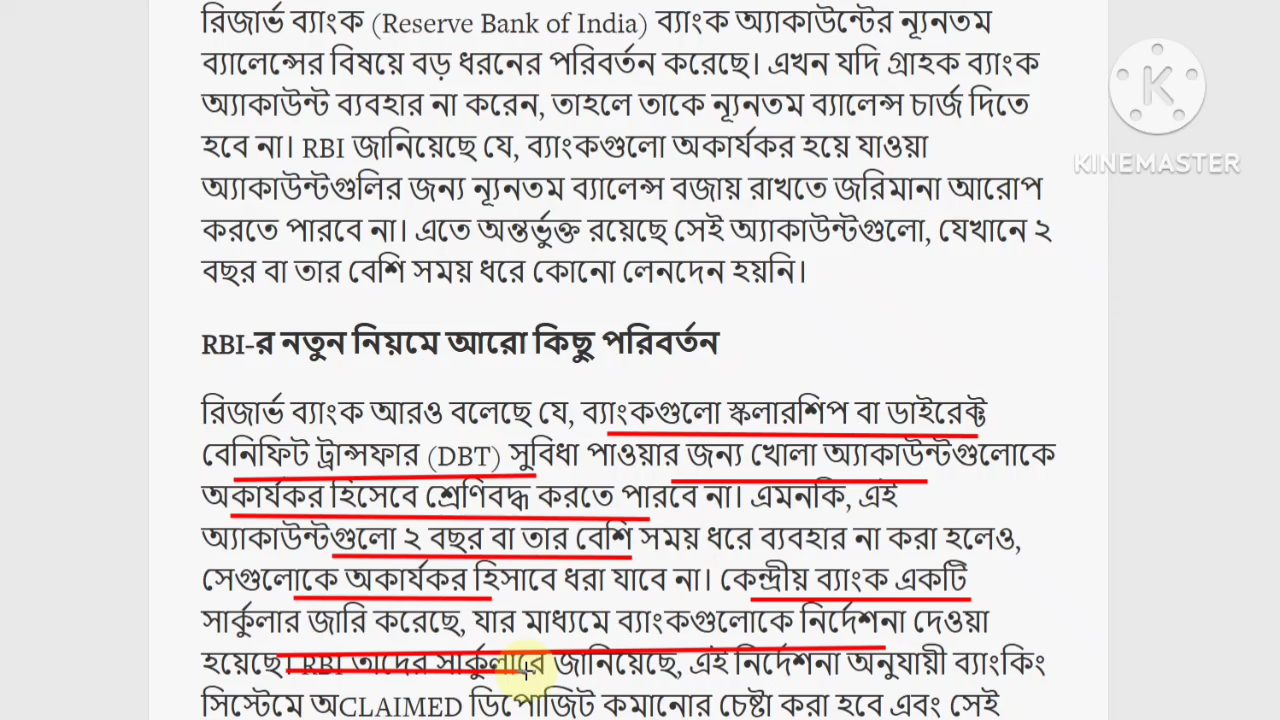 রিজার্ভ ব্যাংক (Reserve Bank of India) ব্যাংক অ্যাকাউন্টের ন্যূনতম
ব্যালেন্সের বিষয়ে বড় ধরনের পরিবর্তন করেছে। এখন যদি গ্রাহক ব্যাংক
অ্যাকাউন্ট ব্যবহার না করেন, তাহলে তাকে ন্যূনতম ব্যালেন্স চার্জ দিতে
হবে না। RBI জানিয়েছে যে, ব্যাংকগুলো অকার্যকর হয়ে যাওয়া
অ্যাকাউন্টগুলির জন্য ন্যূনতম ব্যালেন্স বজায় রাখতে জরিমানা আরোপ
করতে পারবে না। এতে অন্তর্ভুক্ত রয়েছে সেই অ্যাকাউন্টগুলো, যেখানে ২
বছর বা তার বেশি সময় ধরে কোনো লেনদেন হয়নি।
RBI-র নতুন নিয়মে আরো কিছু পরিবর্তন
রিজার্ভ ব্যাংক আরও বলেছে যে, ব্যাংকগুলো স্কলারশিপ বা ডাইরেক্ট
বেনিফিট ট্রান্সফার (DBT) সুবিধা পাওয়ার জন্য খোলা অ্যাকাউন্টগুলোকে
অকার্যকর হিসেবে শ্রেণিবদ্ধ করতে পারবে না। এমনকি, এই
অ্যাকাউন্টগুলো ২ বছর বা তার বেশি সময় ধরে ব্যবহার না করা হলেও,
সেগুলোকে অকার্যকর হিসাবে ধরা যাবে না। কেন্দ্রীয় ব্যাংক একটি
সার্কুলার জারি করেছে, যার মাধ্যমে ব্যাংকগুলোকে নির্দেশনা দেওয়া
হয়েছে। RBI তাদের সার্কুলারে জানিয়েছে, এই নির্দেশনা অনুযায়ী ব্যাংকিং
সিস্টেমে অCLAIMED ডিপোজিট কমানোর চেষ্টা করা হবে এবং সেই
K
KINEMASTER